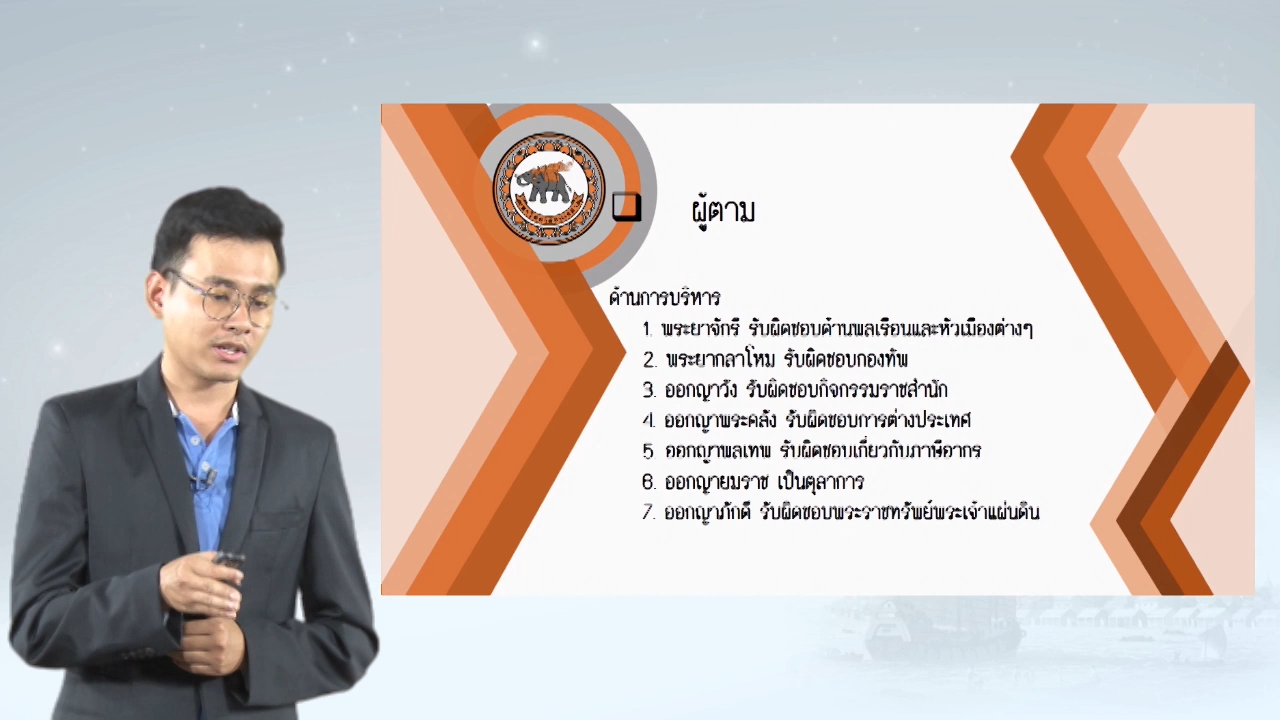 ผู้ตาม
ด้านการบริหาร
1. พระยาจักรี รับผิดชอบด้านพลเรือนและหัวเมืองต่างๆ
2. พระยากลาโหม รับผิดชอบกองทัพ
3. ออกญาวัง รับผิดชอบกิจกรรมราชสำนัก
4. ออกญาพระคลัง รับผิดชอบการต่างประเทศ
5. ออกญาพลเทพ รับผิดชอบเกี่ยวกับภาษีอากร
6. ออกญายมราช เป็นตุลาการ
7. ออกญาภักดี รับผิดชอบพระราชทรัพย์พระเจ้าแผ่นดิน